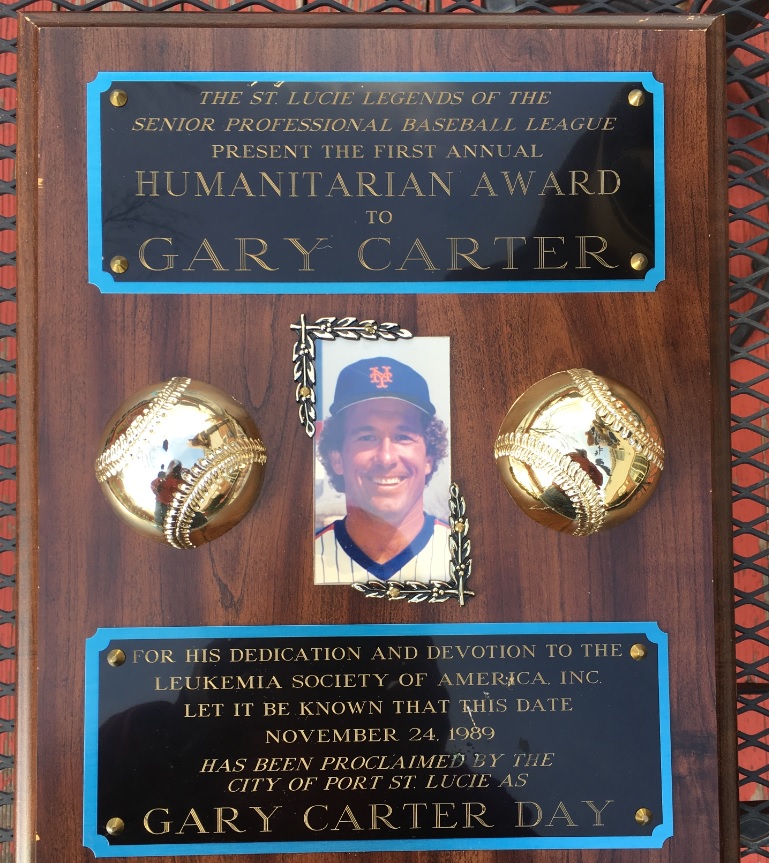 THE ST. LUCIE LEGENDS OF THE
SENIOR PROFESSIONAL BASEBALL LEAGUE
PRESENT THE FIRST ANNUAL
HUMANITARIAN AWARD
TO
GARY CARTER
NY
FOR HIS DEDICATION AND DEVOTION TO THE
LEUKEMIA SOCIETY OF AMERICA, INC.
LET IT BE KNOWN THAT THIS DATE
NOVEMBER 24, 1989
HAS BEEN PROCLAIMED BY THE
CITY OF PORT ST. LUCIE AS
GARY CARTER DAY